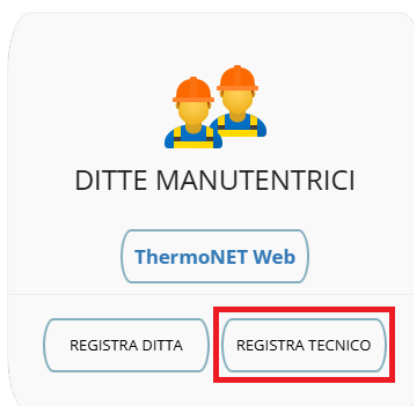 DITTE MANUTENTRICI
ThermoNET Web
REGISTRA DITTA
REGISTRA TECNICO